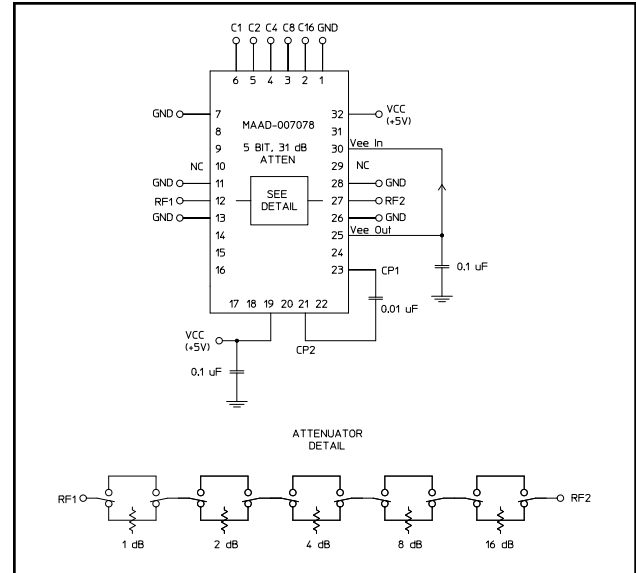 C1 C2 C4 C8 C16 GND
6 5 4 3 2 1
GND 7 32 VCC
(+5V)
8 MAAD-007078 31
9 5 BIT, 31 dB 30 Vee In
NC 10 ATTEN 29 NC
GND 11 28 GND
RF1 12 SEE 27 RF2
DETAIL
GND 13 26 GND
14 25 Vee Out
15 24
16 23 CP1
0.1 uF
0.01 uF
17 18 19 20 21 22
VCC
(+5V)
CP2
0.1 uF
ATTENUATOR
DETAIL
RF1 RF2
1 dB 2 dB 4 dB 8 dB 16 dB